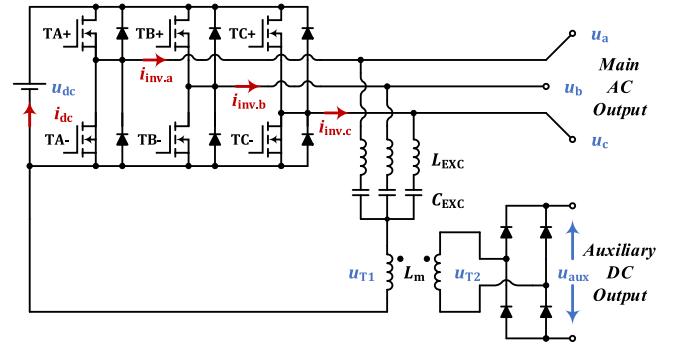 TA+ TB+ TC+
u_a
i_inv.a
Main
u_dc
i_inv.b
u_b
AC
i_dc
i_inv.c
Output
TA- TB- TC-
u_c
L_EXC
C_EXC
u_T1 L_m u_T2
u_aux
Auxiliary
DC
Output